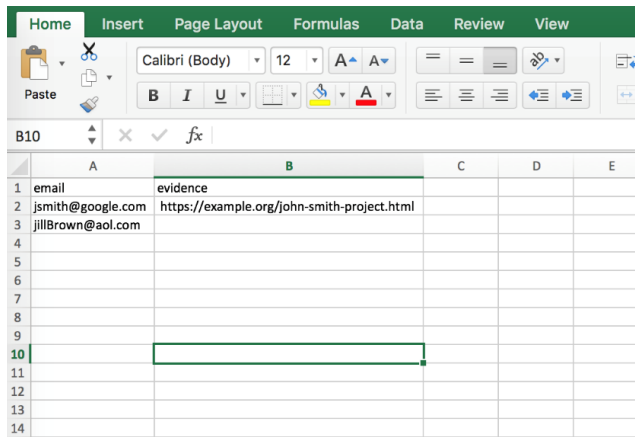 Home Insert Page Layout Formulas Data Review View
Calibri (Body) 12 A A
Paste B I U A
B10 fx
A B C D E
1 email evidence
2 jsmith@google.com https://example.org/john-smith-project.html
3 jillBrown@aol.com
4
5
6
7
8
9
10
11
12
13
14